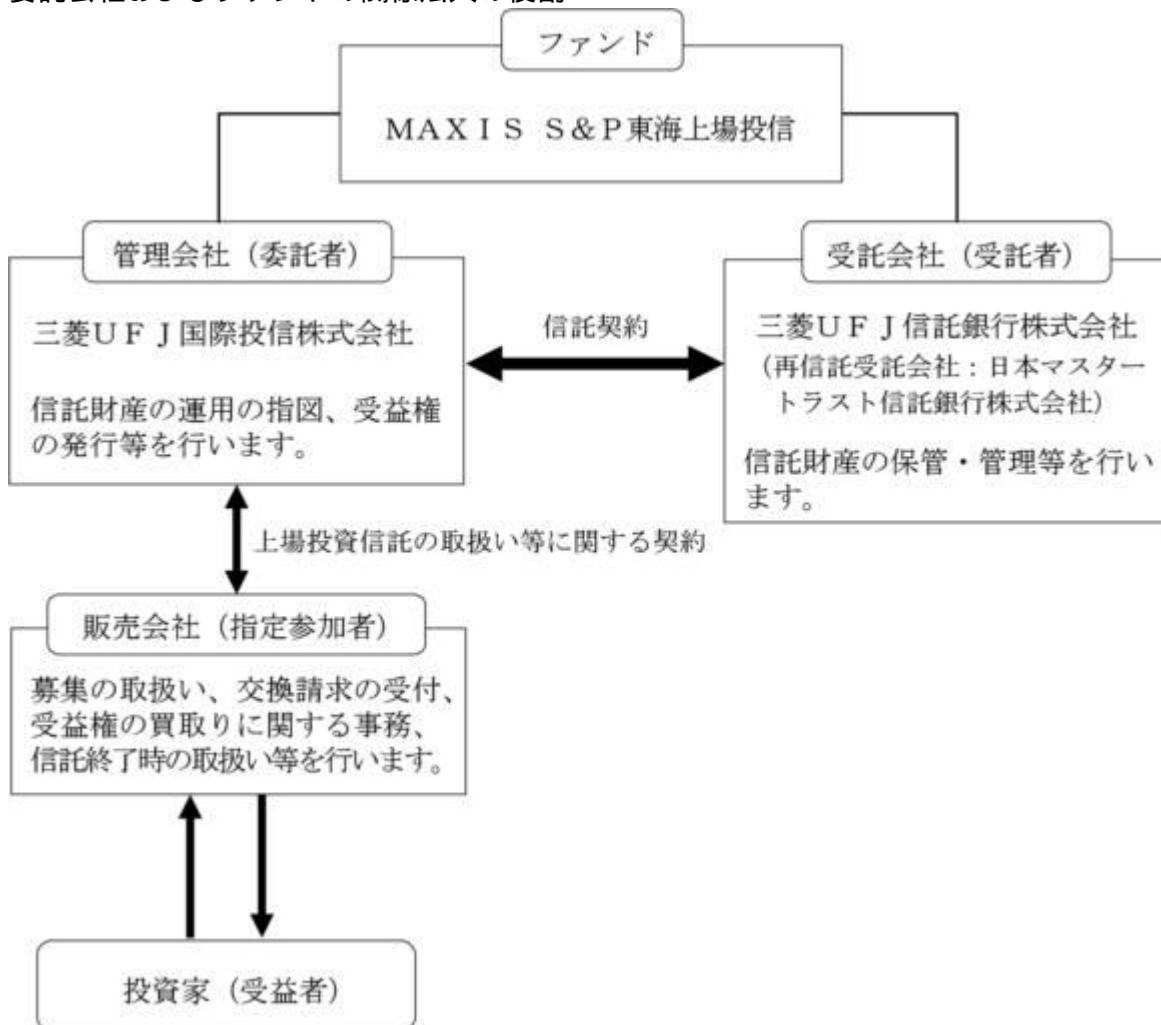 ファンド
ＭＡＸＩＳ Ｓ＆Ｐ東海上場投信
管理会社（委託者）
三菱ＵＦＪ国際投信株式会社
信託財産の運用の指図、受益権
の発行等を行います。
信託契約
受託会社（受託者）
三菱ＵＦＪ信託銀行株式会社
（再信託受託会社：日本マスター
トラスト信託銀行株式会社）
信託財産の保管・管理等を行い
ます。
上場投資信託の取扱い等に関する契約
販売会社（指定参加者）
募集の取扱い、交換請求の受付、
受益権の買取りに関する事務、
信託終了時の取扱い等を行います。
投資家（受益者）